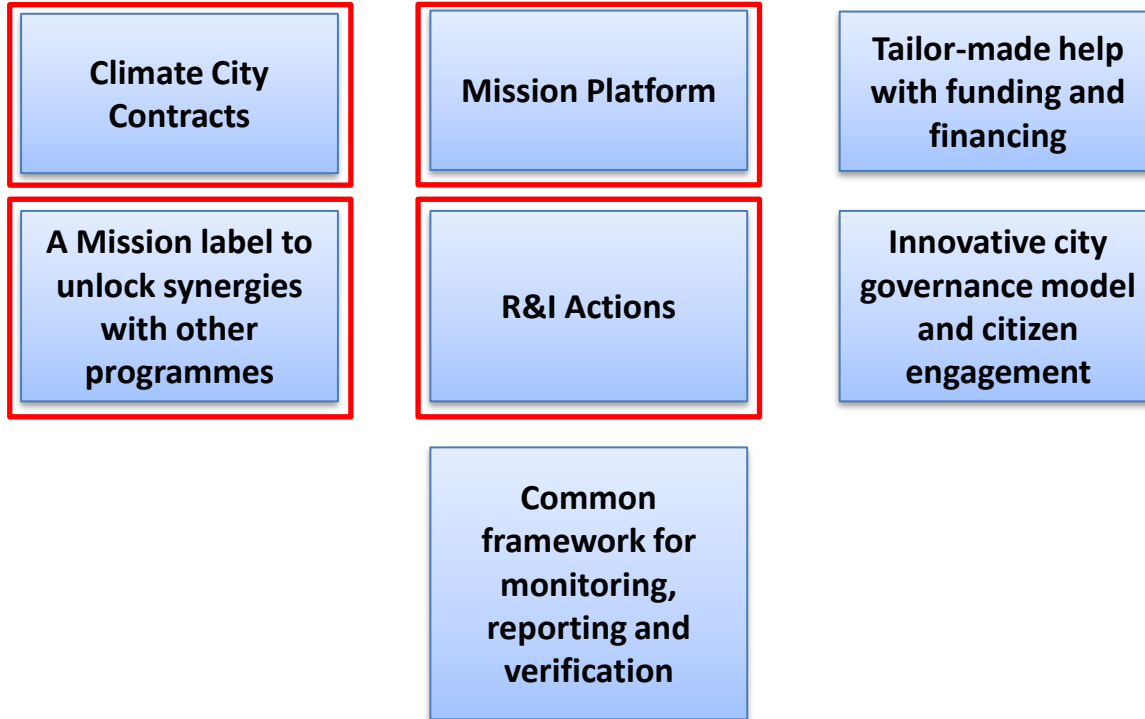 Climate City
Contracts
Mission Platform
Tailor-made help
with funding and
financing
A Mission label to
unlock synergies
with other
programmes
R&I Actions
Innovative city
governance model
and citizen
engagement
Common
framework for
monitoring,
reporting and
verification